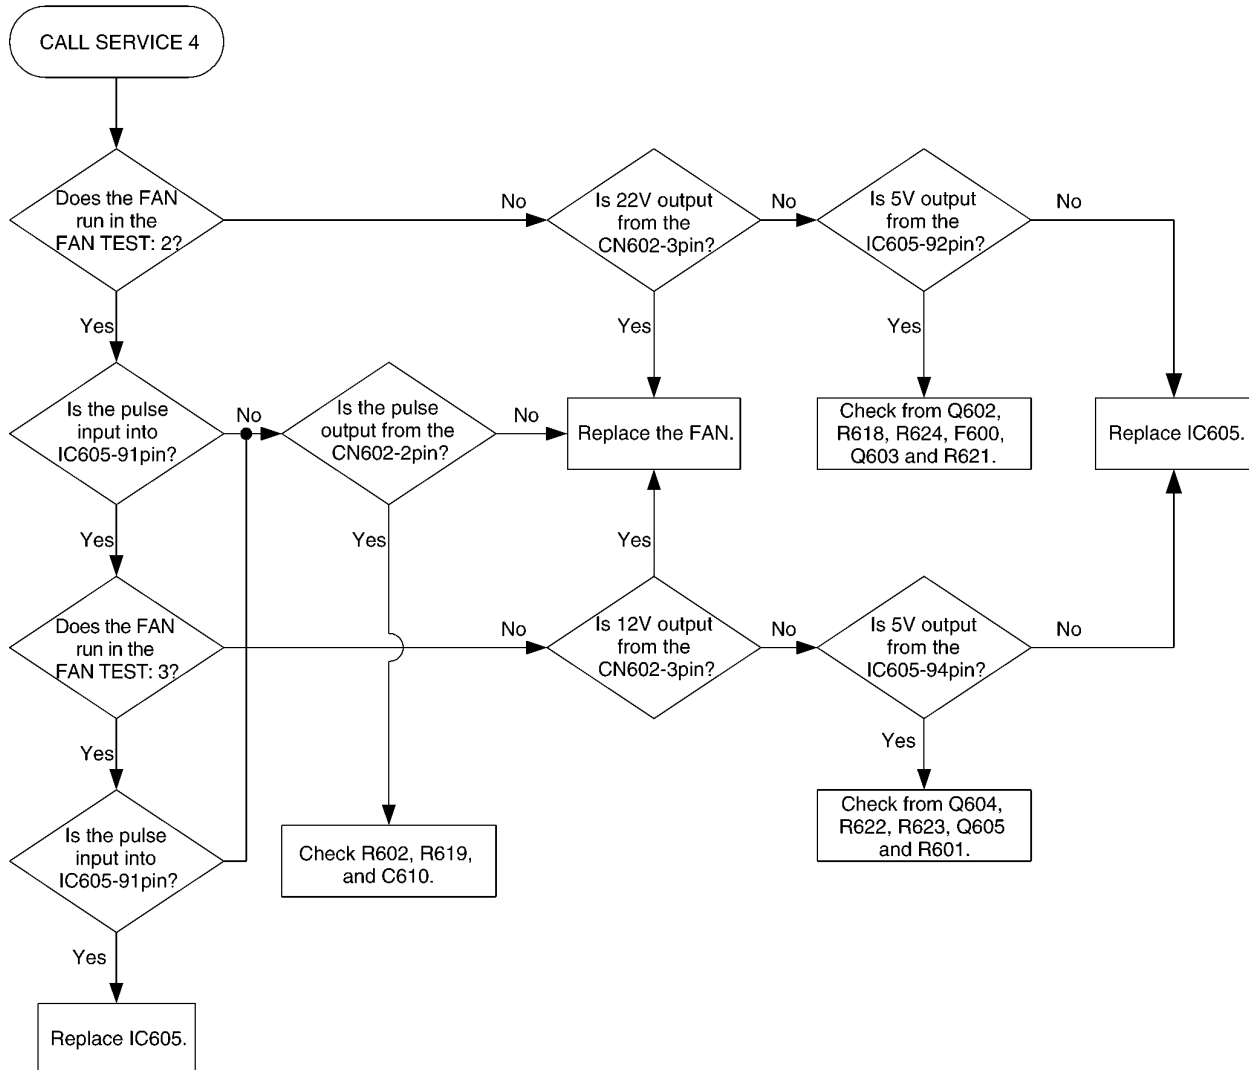 CALL SERVICE 4
Does the FAN
run in the
FAN TEST: 2?
No
Is 22V output
from the
CN602-3pin?
No
Is 5V output
from the
IC605-92pin?
No
Yes
Yes
Yes
Is the pulse
input into
IC605-91pin?
No
Is the pulse
output from the
CN602-2pin?
No
Replace the FAN.
Check from Q602,
R618, R624, F600,
Q603 and R621.
Replace IC605.
Yes
Yes
Yes
Does the FAN
run in the
FAN TEST: 3?
No
Is 12V output
from the
CN602-3pin?
No
Is 5V output
from the
IC605-94pin?
No
Yes
Yes
Is the pulse
input into
IC605-91pin?
Check R602, R619,
and C610.
Check from Q604,
R622, R623, Q605
and R601.
Yes
Replace IC605.